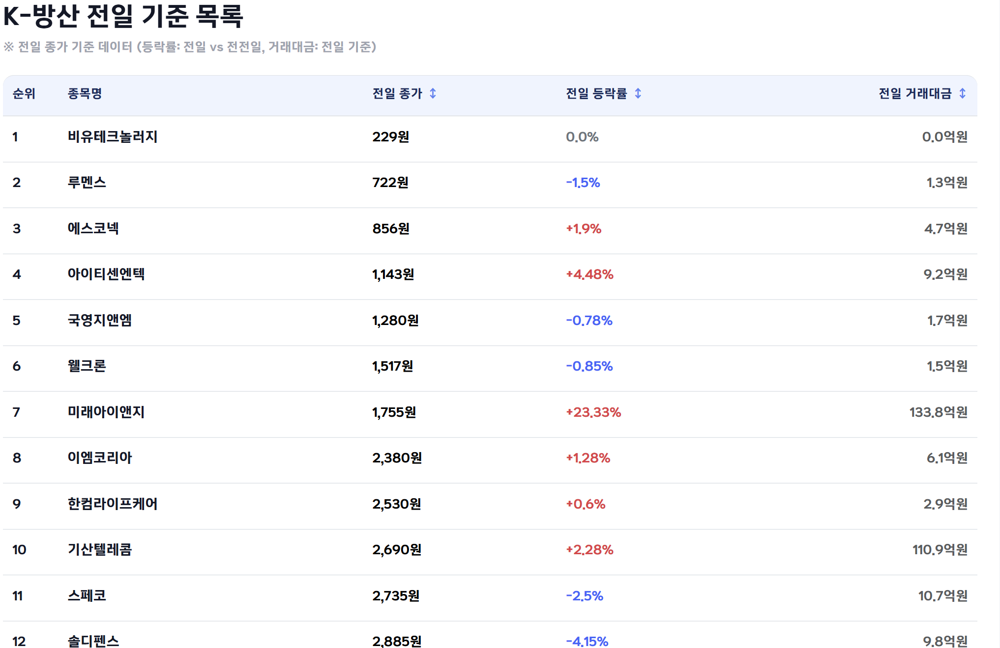 K-방산 전일 기준 목록
※ 전일 종가 기준 데이터 (등락률: 전일 vs 전전일, 거래대금: 전일 기준)
순위 종목명 전일 종가 ↕ 전일 등락률 ↕ 전일 거래대금 ↕
1 비유테크놀러지 229원 0.0% 0.0억원
2 루멘스 722원 -1.5% 1.3억원
3 에스코넥 856원 +1.9% 4.7억원
4 아이티센엔텍 1,143원 +4.48% 9.2억원
5 국영지앤엠 1,280원 -0.78% 1.7억원
6 웰크론 1,517원 -0.85% 1.5억원
7 미래아이앤지 1,755원 +23.33% 133.8억원
8 이엠코리아 2,380원 +1.28% 6.1억원
9 한컴라이프케어 2,530원 +0.6% 2.9억원
10 기산텔레콤 2,690원 +2.28% 110.9억원
11 스페코 2,735원 -2.5% 10.7억원
12 솔디펜스 2,885원 -4.15% 9.8억원